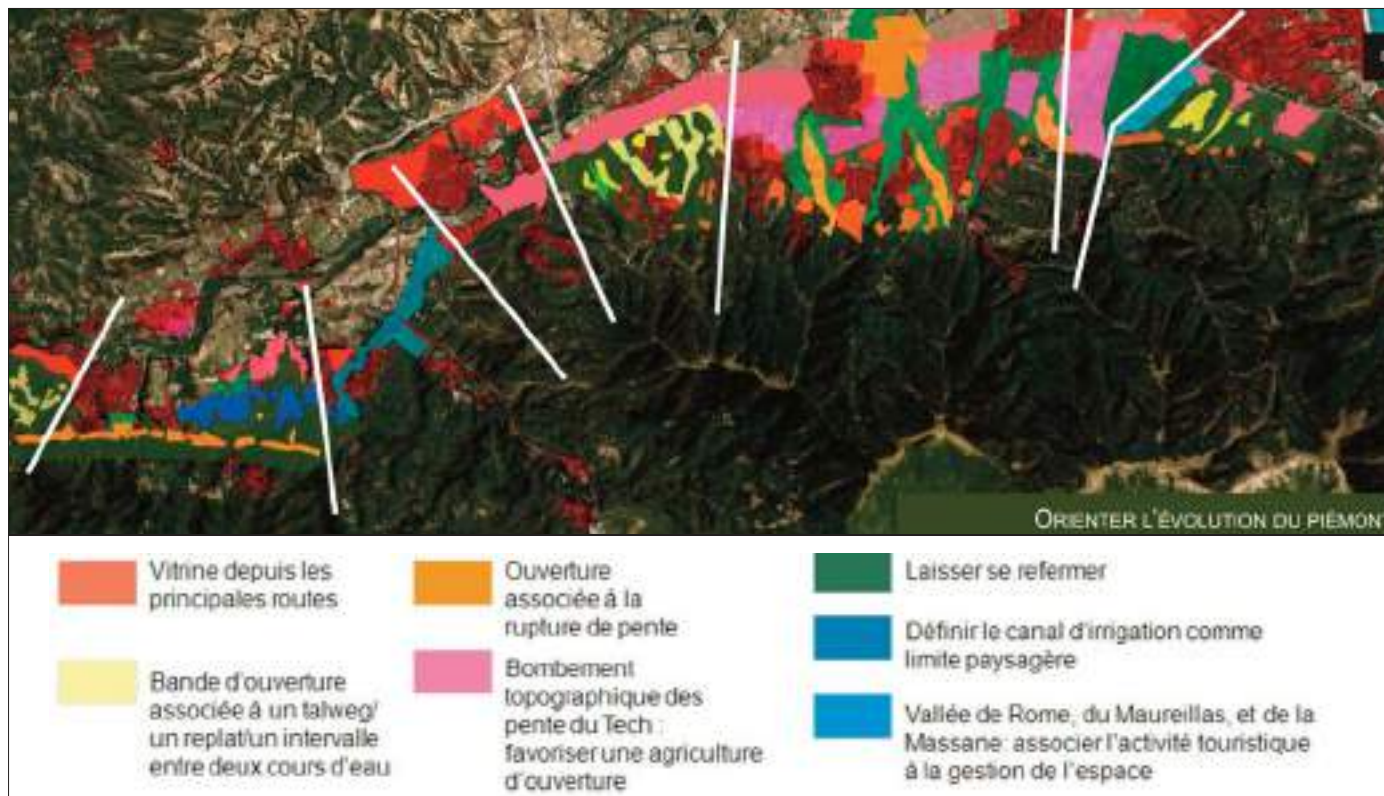 ORIENTER L'ÉVOLUTION DU PIÉMONT
Vitrine depuis les
principales routes
Bande d'ouverture
associée à un talweg/
un replat/un intervalle
entre deux cours d'eau
Ouverture
associée à la
rupture de pente
Bombement
topographique des
pente du Tech :
favoriser une agriculture
d'ouverture
Laisser se refermer
Définir le canal d'irrigation comme
limite paysagère
Vallée de Rome, du Maureillas, et de la
Massane: associer l'activité touristique
à la gestion de l'espace